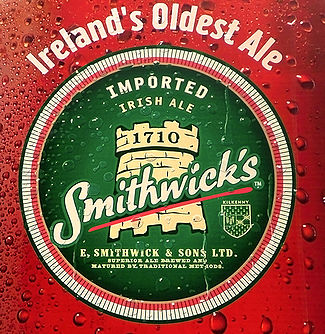 Ireland's Oldest Ale
IMPORTED
IRISH ALE
1710
Smithwick's™
KILKENNY
E. SMITHWICK & SONS LTD.
SUPERIOR ALE BREWED AND
MATURED BY TRADITIONAL METHODS.